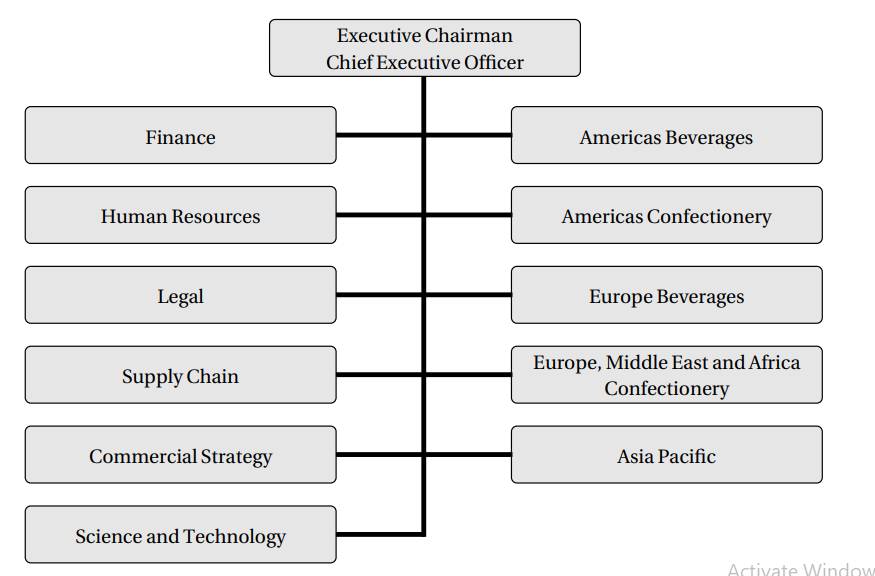 Executive Chairman
Chief Executive Officer
Finance
Americas Beverages
Human Resources
Americas Confectionery
Legal
Europe Beverages
Supply Chain
Europe, Middle East and Africa
Confectionery
Commercial Strategy
Asia Pacific
Science and Technology
Activate Window